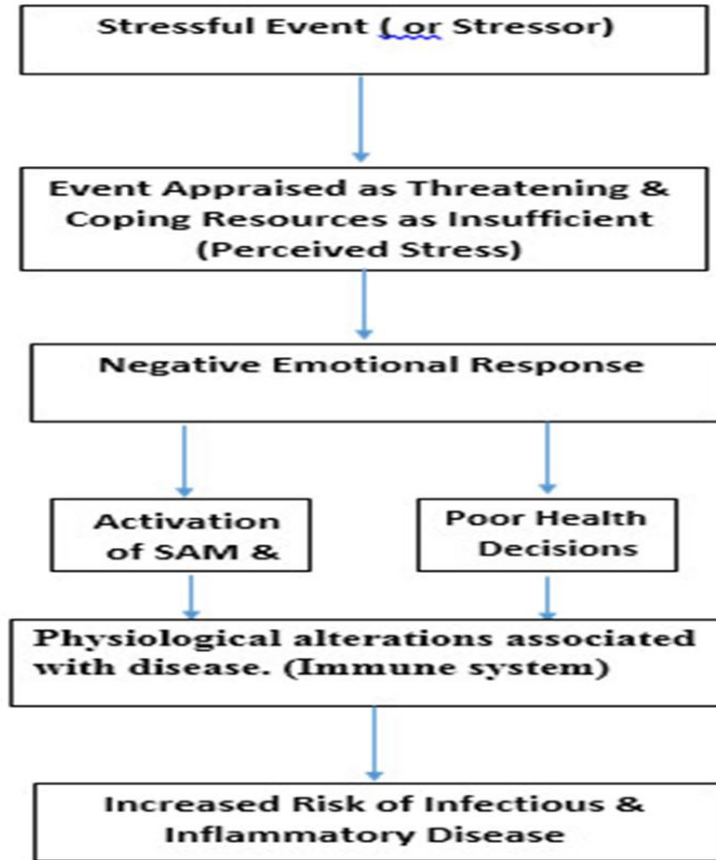 Stressful Event ( or Stressor)
Event Appraised as Threatening &
Coping Resources as Insufficient
(Perceived Stress)
Negative Emotional Response
Activation
of SAM &
Poor Health
Decisions
Physiological alterations associated
with disease. (Immune system)
Increased Risk of Infectious &
Inflammatory Disease